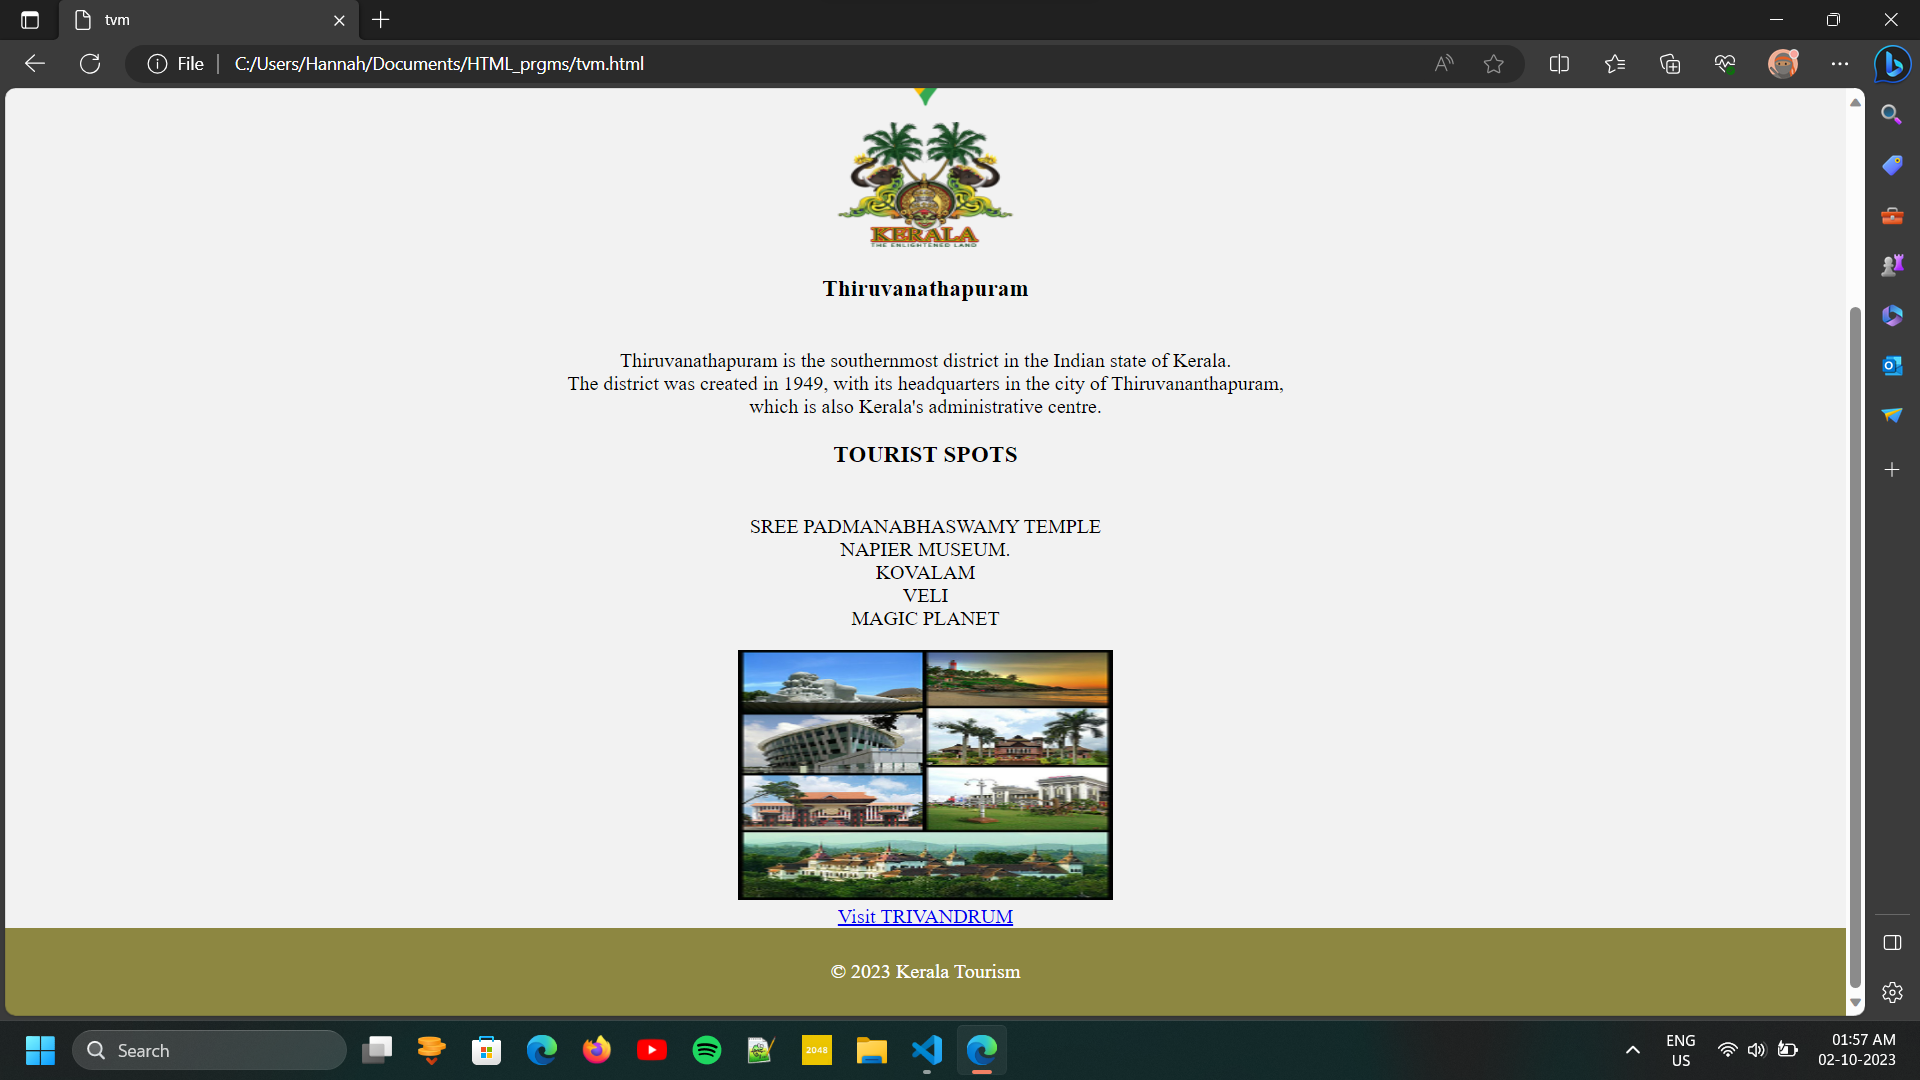 tvm
File
C:/Users/Hannah/Documents/HTML_prgms/tvm.html
KERALA
THE ENLIGHTENED LAND
Thiruvanathapuram
Thiruvanathapuram is the southernmost district in the Indian state of Kerala.
The district was created in 1949, with its headquarters in the city of Thiruvananthapuram,
which is also Kerala's administrative centre.
TOURIST SPOTS
SREE PADMANABHASWAMY TEMPLE
NAPIER MUSEUM.
KOVALAM
VELI
MAGIC PLANET
Visit TRIVANDRUM
© 2023 Kerala Tourism
Search
2048
ENG
US
01:57 AM
02-10-2023